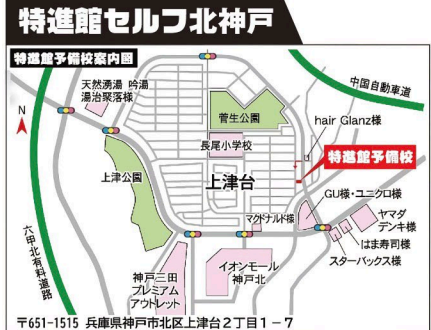 特進館セルフ北神戸
特進館予備校案内図
中国自動車道
天然湧湯 吟湯
湯治聚落様
菅生公園
hair Glanz様
N
長尾小学校
特進館予備校
上津公園
上津台
GU様・ユニクロ様
マクドナルド様
ヤマダ
デンキ様
はま寿司様
スターバックス様
六甲北有料道路
神戸三田
プレミアム
アウトレット
イオンモール
神戸北
〒651-1515 兵庫県神戸市北区上津台2丁目1-7